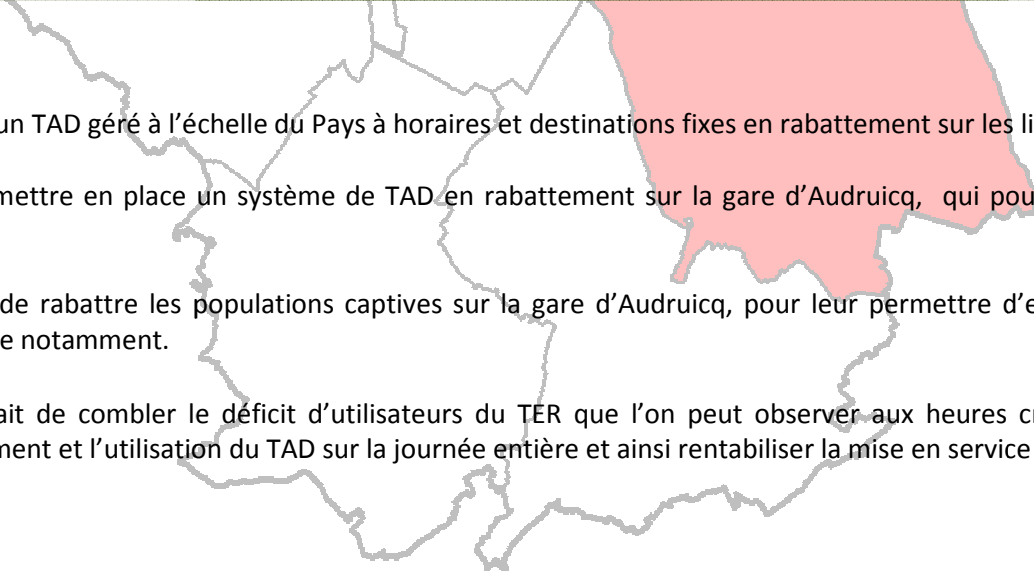 un TAD géré à l’échelle du Pays à horaires et destinations fixes en rabattement sur les li
mettre en place un système de TAD en rabattement sur la gare d’Audruicq, qui pou
de rabattre les populations captives sur la gare d’Audruicq, pour leur permettre d’e
e notamment.
ait de combler le déficit d’utilisateurs du TER que l’on peut observer aux heures cr
ment et l’utilisation du TAD sur la journée entière et ainsi rentabiliser la mise en service